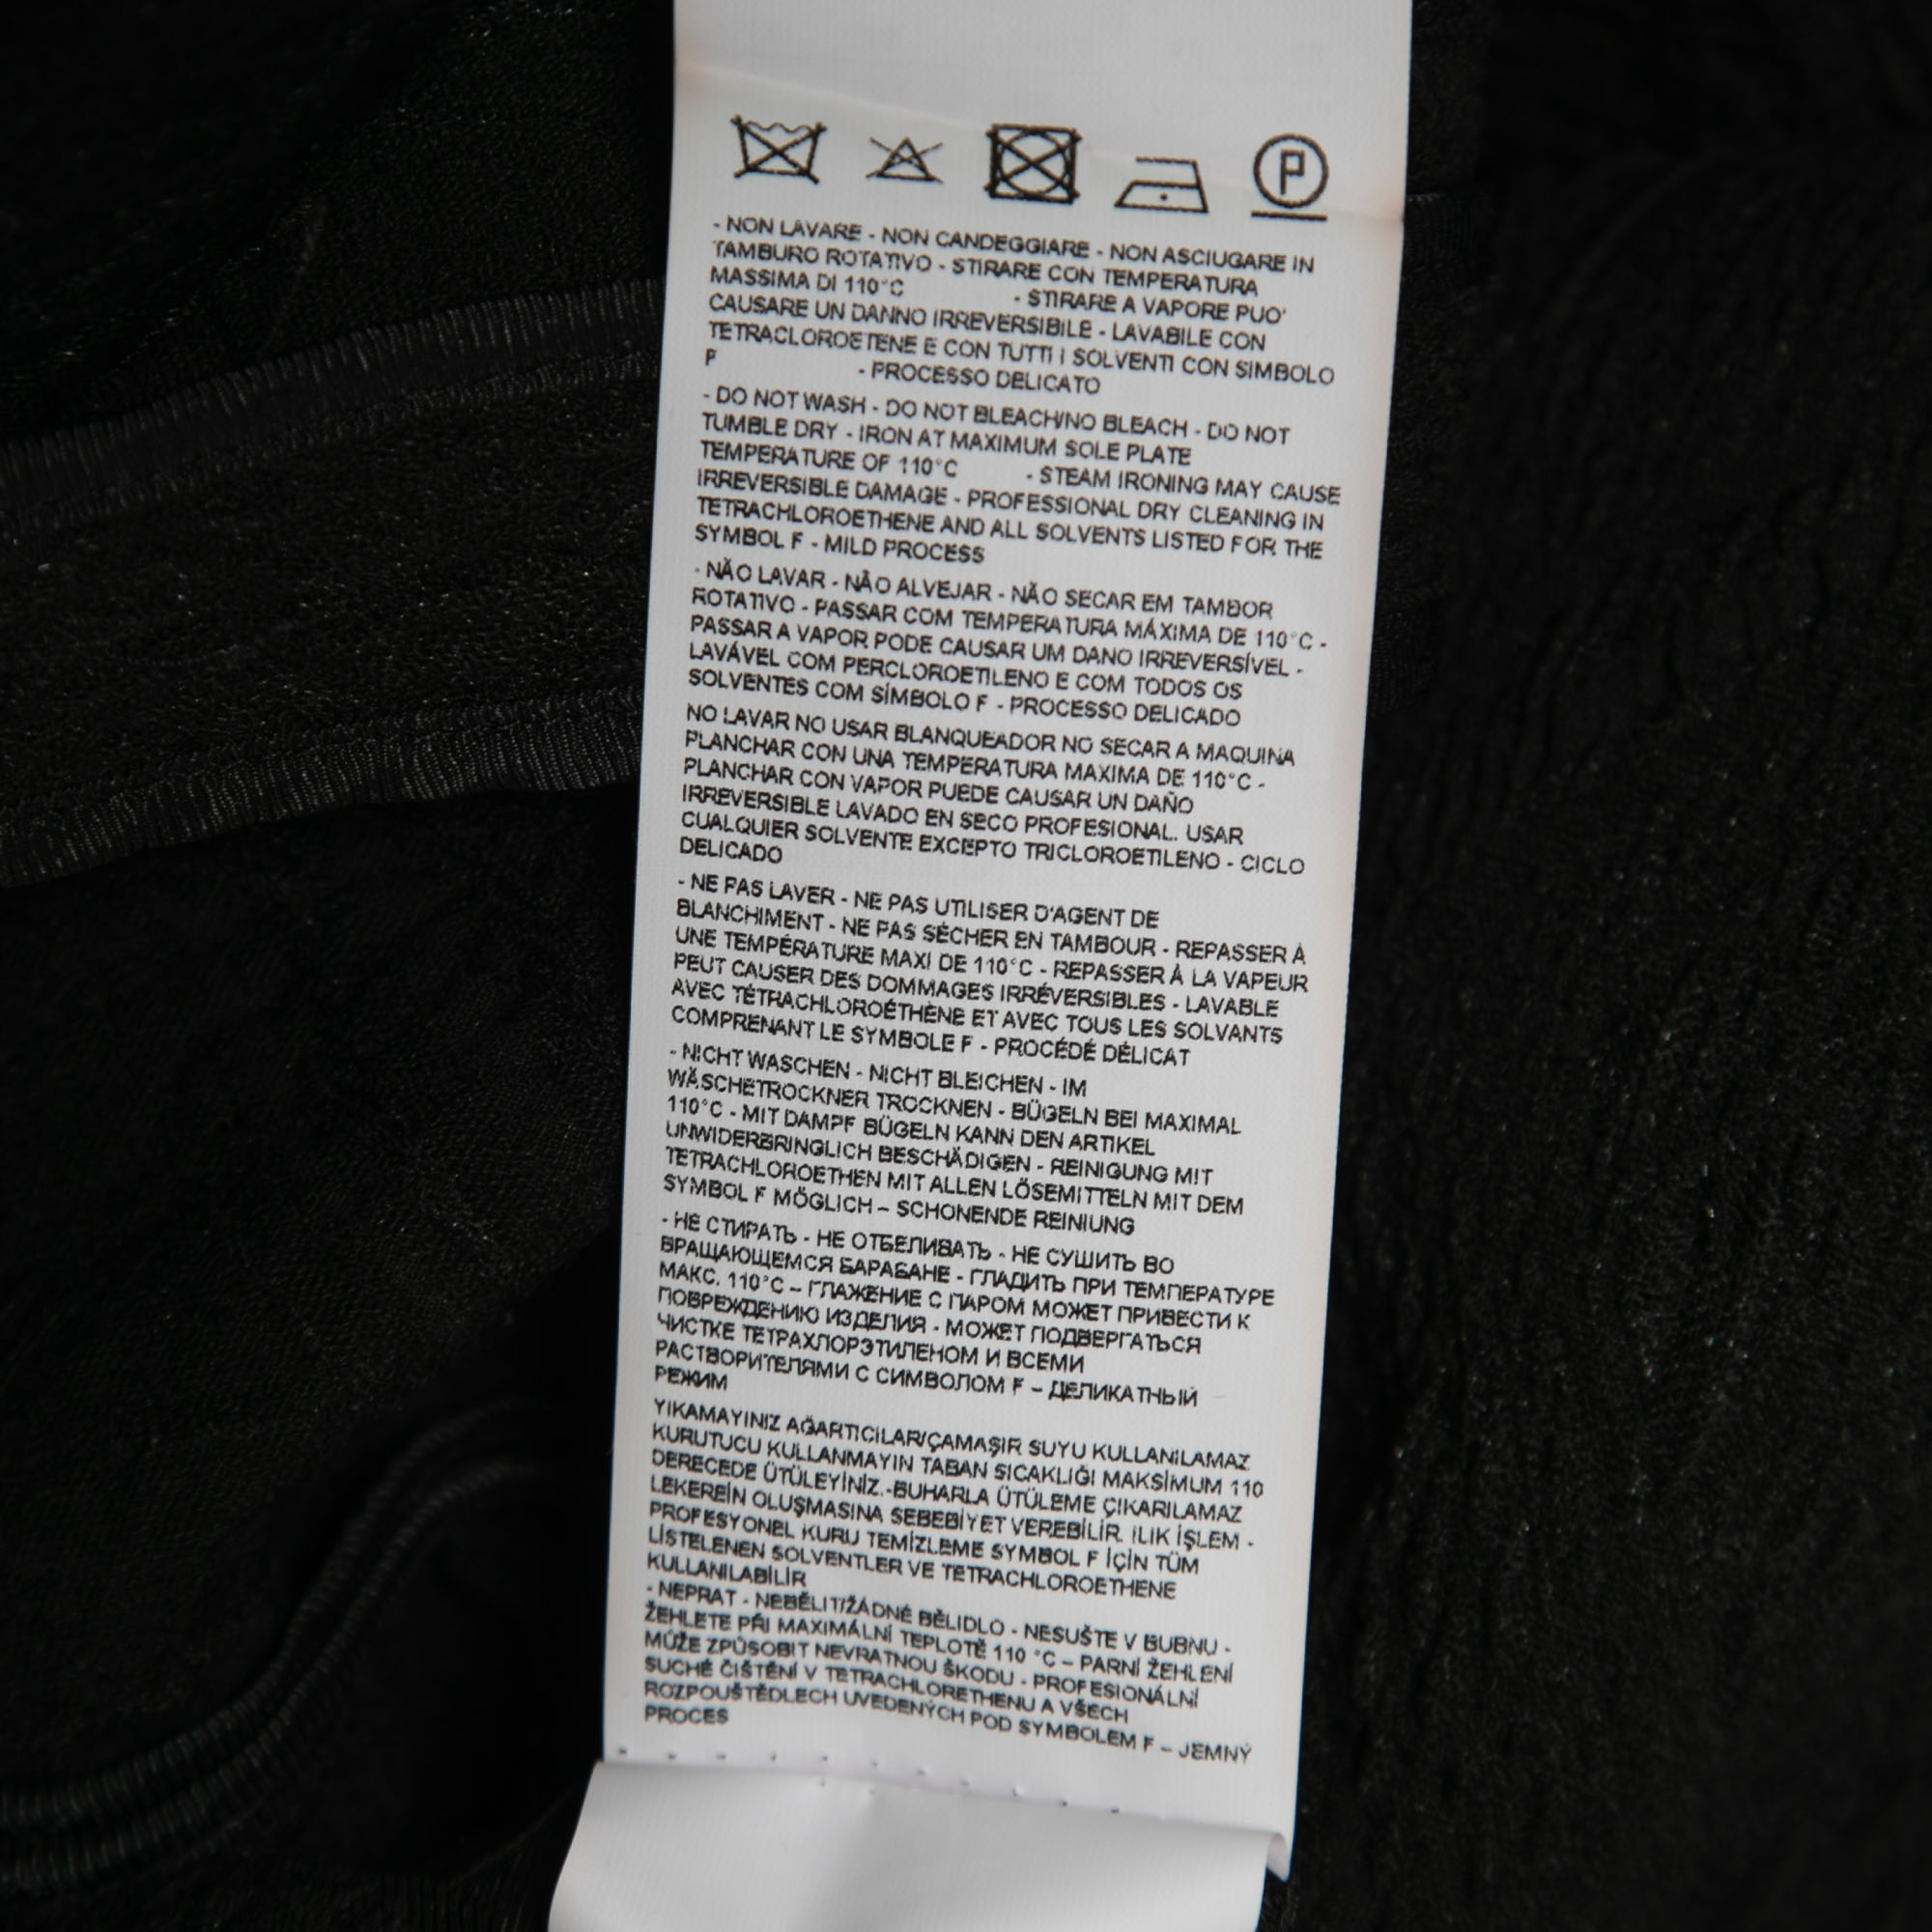 P
- NON LAVARE - NON CANDEGGIARE - NON ASCIUGARE IN
TAMBURO ROTATIVO - STIRARE CON TEMPERATURA
MASSIMA DI 110°C - STIRARE A VAPORE PUO'
CAUSARE UN DANNO IRREVERSIBILE - LAVABILE CON
TETRACLOROETENE E CON TUTTI I SOLVENTI CON SIMBOLO
F - PROCESSO DELICATO
- DO NOT WASH - DO NOT BLEACH/NO BLEACH - DO NOT
TUMBLE DRY - IRON AT MAXIMUM SOLE PLATE
TEMPERATURE OF 110°C - STEAM IRONING MAY CAUSE
IRREVERSIBLE DAMAGE - PROFESSIONAL DRY CLEANING IN
TETRACHLOROETHENE AND ALL SOLVENTS LISTED FOR THE
SYMBOL F - MILD PROCESS
- NÃO LAVAR - NÃO ALVEJAR - NÃO SECAR EM TAMBOR
ROTATIVO - PASSAR COM TEMPERATURA MÁXIMA DE 110°C -
PASSAR A VAPOR PODE CAUSAR UM DANO IRREVERSÍVEL -
LAVÁVEL COM PERCLOROETILENO E COM TODOS OS
SOLVENTES COM SÍMBOLO F - PROCESSO DELICADO
NO LAVAR NO USAR BLANQUEADOR NO SECAR A MAQUINA
PLANCHAR CON UNA TEMPERATURA MAXIMA DE 110°C -
PLANCHAR CON VAPOR PUEDE CAUSAR UN DAÑO
IRREVERSIBLE LAVADO EN SECO PROFESIONAL. USAR
CUALQUIER SOLVENTE EXCEPTO TRICLOROETILENO - CICLO
DELICADO
- NE PAS LAVER - NE PAS UTILISER D'AGENT DE
BLANCHIMENT - NE PAS SÉCHER EN TAMBOUR - REPASSER À
UNE TEMPÉRATURE MAXI DE 110°C - REPASSER À LA VAPEUR
PEUT CAUSER DES DOMMAGES IRRÉVERSIBLES - LAVABLE
AVEC TÉTRACHLOROÉTHÈNE ET AVEC TOUS LES SOLVANTS
COMPRENANT LE SYMBOLE F - PROCÉDÉ DÉLICAT
- NICHT WASCHEN - NICHT BLEICHEN - IM
WÄSCHETROCKNER TROCKNEN - BÜGELN BEI MAXIMAL
110°C - MIT DAMPF BÜGELN KANN DEN ARTIKEL
UNWIDERBRINGLICH BESCHÄDIGEN - REINIGUNG MIT
TETRACHLOROETHEN MIT ALLEN LÖSEMITTELN MIT DEM
SYMBOL F MÖGLICH – SCHONENDE REINIUNG
- НЕ СТИРАТЬ - НЕ ОТБЕЛИВАТЬ - НЕ СУШИТЬ ВО
ВРАЩАЮЩЕМСЯ БАРАБАНЕ - ГЛАДИТЬ ПРИ ТЕМПЕРАТУРЕ
МАКС. 110°C – ГЛАЖЕНИЕ С ПАРОМ МОЖЕТ ПРИВЕСТИ К
ПОВРЕЖДЕНИЮ ИЗДЕЛИЯ - МОЖЕТ ПОДВЕРГАТЬСЯ
ЧИСТКЕ ТЕТРАХЛОРЭТИЛЕНОМ И ВСЕМИ
РАСТВОРИТЕЛЯМИ С СИМВОЛОМ F – ДЕЛИКАТНЫЙ
РЕЖИМ
YIKAMAYINIZ AĞARTICILAR/ÇAMAŞIR SUYU KULLANILAMAZ
KURUTUCU KULLANMAYIN TABAN SICAKLIĞI MAKSİMUM 110
DERECEDE ÜTÜLEYİNİZ.-BUHARLA ÜTÜLEME ÇIKARILAMAZ
LEKEREİN OLUŞMASINA SEBEBİYET VEREBİLİR. ILIK İŞLEM -
PROFESYONEL KURU TEMİZLEME SYMBOL F İÇİN TÜM
LİSTELENEN SOLVENTLER VE TETRACHLOROETHENE
KULLANILABİLİR
- NEPRAT - NEBĚLIT/ŽÁDNÉ BĚLIDLO - NESUŠTE V BUBNU -
ŽEHLETE PŘI MAXIMÁLNÍ TEPLOTĚ 110 °C – PARNÍ ŽEHLENÍ
MŮŽE ZPŮSOBIT NEVRATNOU ŠKODU - PROFESIONÁLNÍ
SUCHÉ ČIŠTĚNÍ V TETRACHLORETHENU A VŠECH
ROZPOUŠTĚDLECH UVEDENÝCH POD SYMBOLEM F – JEMNÝ
PROCES